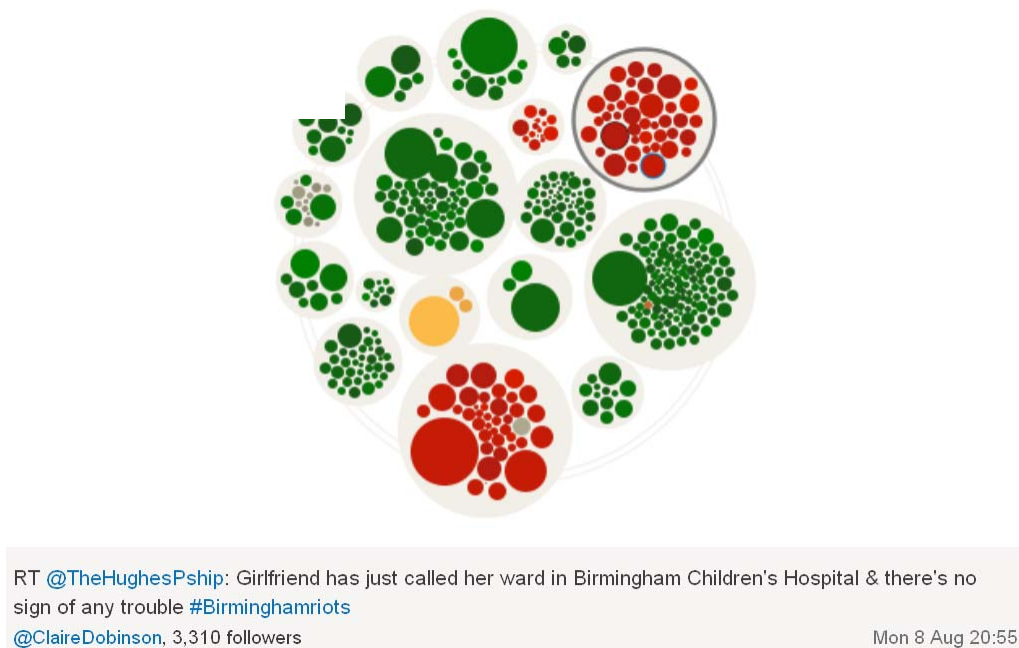 RT @TheHughesPship: Girlfriend has just called her ward in Birmingham Children's Hospital & there's no
sign of any trouble #Birminghamriots
@ClaireDobinson, 3,310 followers Mon 8 Aug 20:55